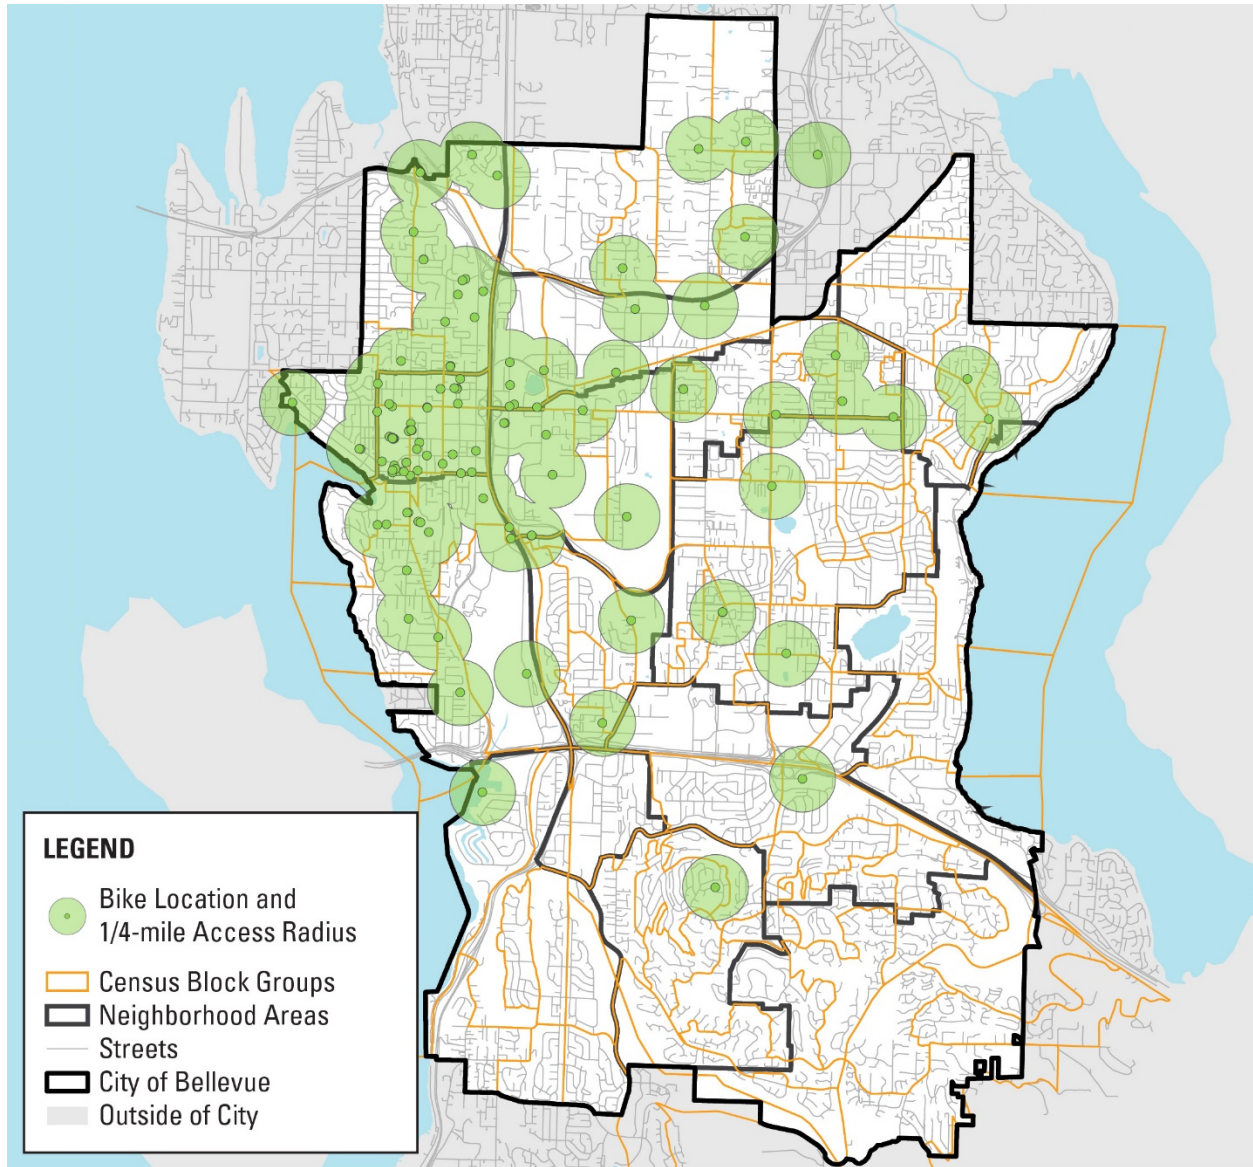 LEGEND
Bike Location and
1/4-mile Access Radius
Census Block Groups
Neighborhood Areas
Streets
City of Bellevue
Outside of City